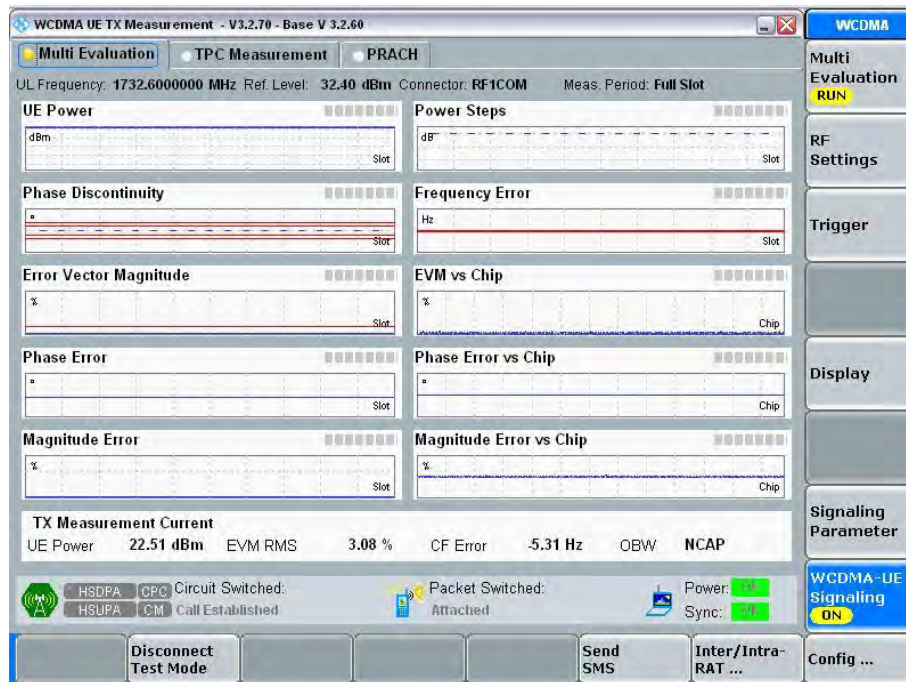 WCDMA UE TX Measurement - V3.2.70 - Base V 3.2.60
WCDMA
Multi Evaluation
TPC Measurement
PRACH
Multi Evaluation
RUN
UL Frequency: 1732.6000000 MHz Ref. Level: 32.40 dBm Connector: RF1COM Meas. Period: Full Slot
UE Power
dBm
Slot
Power Steps
dB
Slot
RF Settings
Phase Discontinuity
°
Slot
Frequency Error
Hz
Slot
Trigger
Error Vector Magnitude
%
Slot
EVM vs Chip
%
Chip
Phase Error
°
Slot
Phase Error vs Chip
°
Chip
Display
Magnitude Error
%
Slot
Magnitude Error vs Chip
%
Chip
TX Measurement Current
UE Power 22.51 dBm EVM RMS 3.08 % CF Error -5.31 Hz OBW NCAP
Signaling Parameter
HSDPA CPC Circuit Switched:
HSUPA CM Call Established
Packet Switched:
Attached
Power:
Sync:
WCDMA-UE Signaling
ON
Disconnect Test Mode
Send SMS
Inter/Intra-RAT ...
Config ...